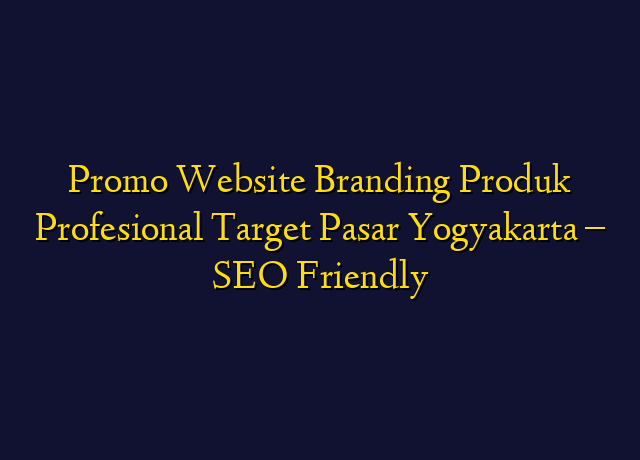 Promo Website Branding Produk
Profesional Target Pasar Yogyakarta –
SEO Friendly